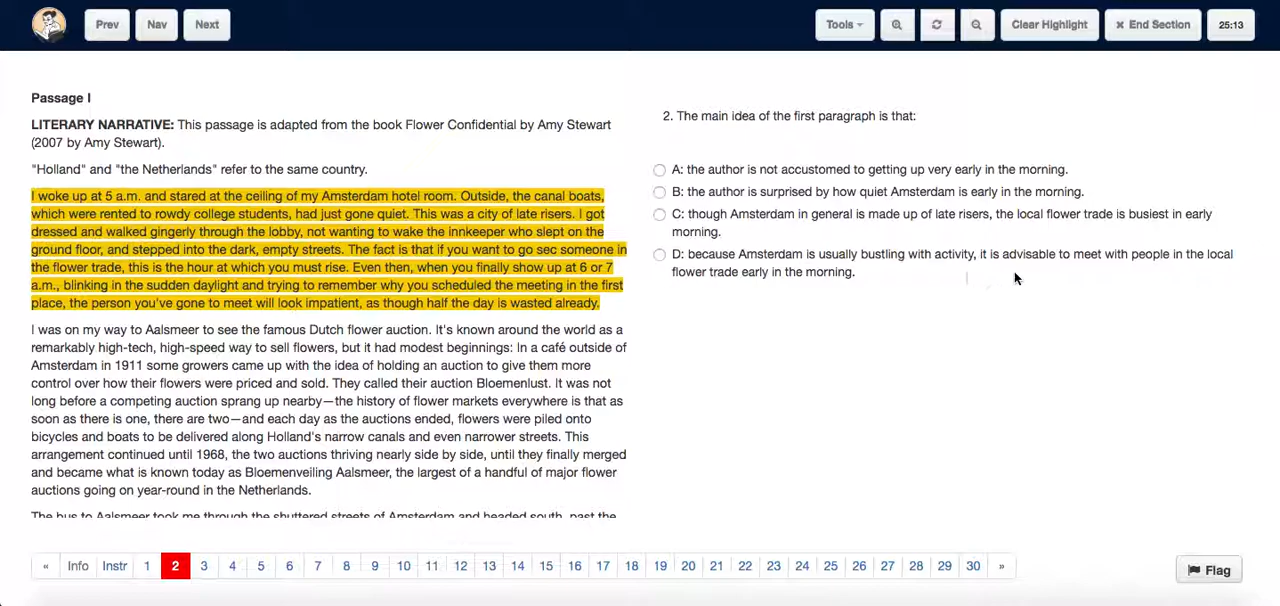 Prev Nav Next Tools Clear Highlight × End Section 25:13
Passage I
LITERARY NARRATIVE: This passage is adapted from the book Flower Confidential by Amy Stewart
(2007 by Amy Stewart).
"Holland" and "the Netherlands" refer to the same country.
I woke up at 5 a.m. and stared at the ceiling of my Amsterdam hotel room. Outside, the canal boats,
which were rented to rowdy college students, had just gone quiet. This was a city of late risers. I got
dressed and walked gingerly through the lobby, not wanting to wake the innkeeper who slept on the
ground floor, and stepped into the dark, empty streets. The fact is that if you want to go sec someone in
the flower trade, this is the hour at which you must rise. Even then, when you finally show up at 6 or 7
a.m., blinking in the sudden daylight and trying to remember why you scheduled the meeting in the first
place, the person you've gone to meet will look impatient, as though half the day is wasted already.
I was on my way to Aalsmeer to see the famous Dutch flower auction. It's known around the world as a
remarkably high-tech, high-speed way to sell flowers, but it had modest beginnings: In a café outside of
Amsterdam in 1911 some growers came up with the idea of holding an auction to give them more
control over how their flowers were priced and sold. They called their auction Bloemenlust. It was not
long before a competing auction sprang up nearby—the history of flower markets everywhere is that as
soon as there is one, there are two—and each day as the auctions ended, flowers were piled onto
bicycles and boats to be delivered along Holland's narrow canals and even narrower streets. This
arrangement continued until 1968, the two auctions thriving nearly side by side, until they finally merged
and became what is known today as Bloemenveiling Aalsmeer, the largest of a handful of major flower
auctions going on year-round in the Netherlands.
The bus to Aalsmeer took me through the shuttered streets of Amsterdam and headed south, past the
2. The main idea of the first paragraph is that:
A: the author is not accustomed to getting up very early in the morning.
B: the author is surprised by how quiet Amsterdam is early in the morning.
C: though Amsterdam in general is made up of late risers, the local flower trade is busiest in early
morning.
D: because Amsterdam is usually bustling with activity, it is advisable to meet with people in the local
flower trade early in the morning.
« Info Instr 1 2 3 4 5 6 7 8 9 10 11 12 13 14 15 16 17 18 19 20 21 22 23 24 25 26 27 28 29 30 » Flag